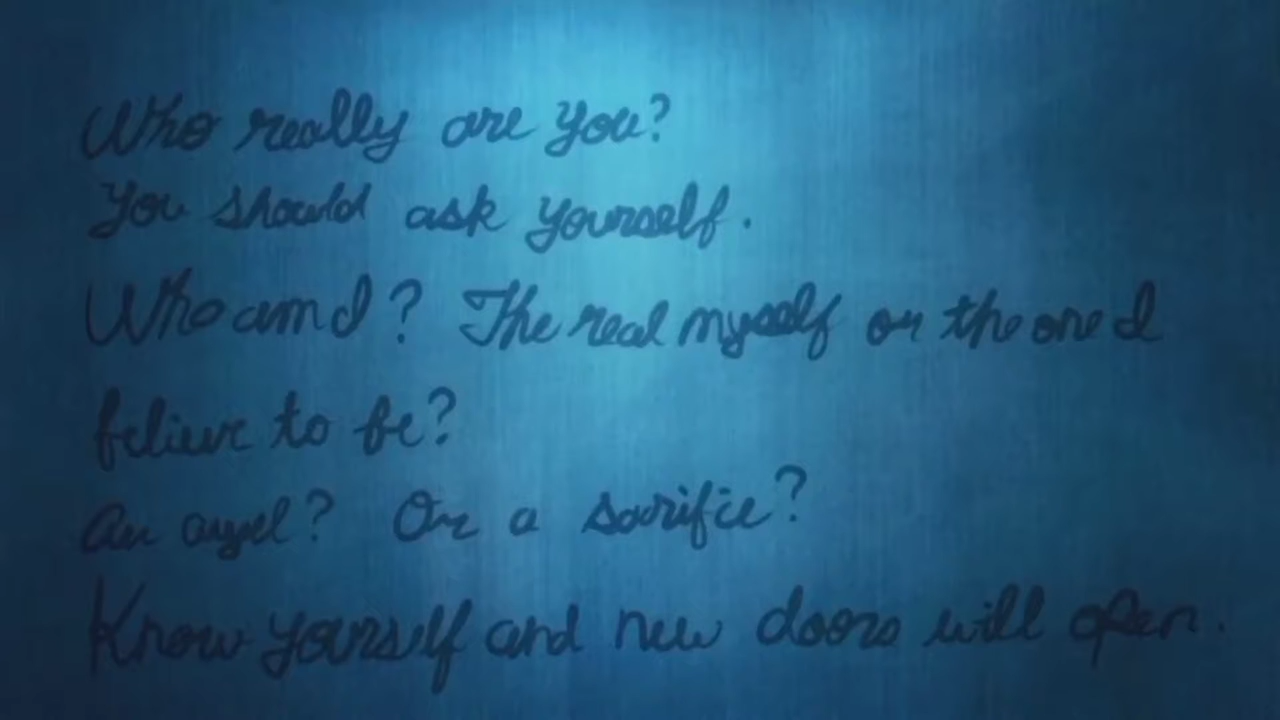 Who really are you?
You should ask yourself.
Who am I? The real myself or the one I
believe to be?
An angel? Or a sacrifice?
Know yourself and new doors will open.